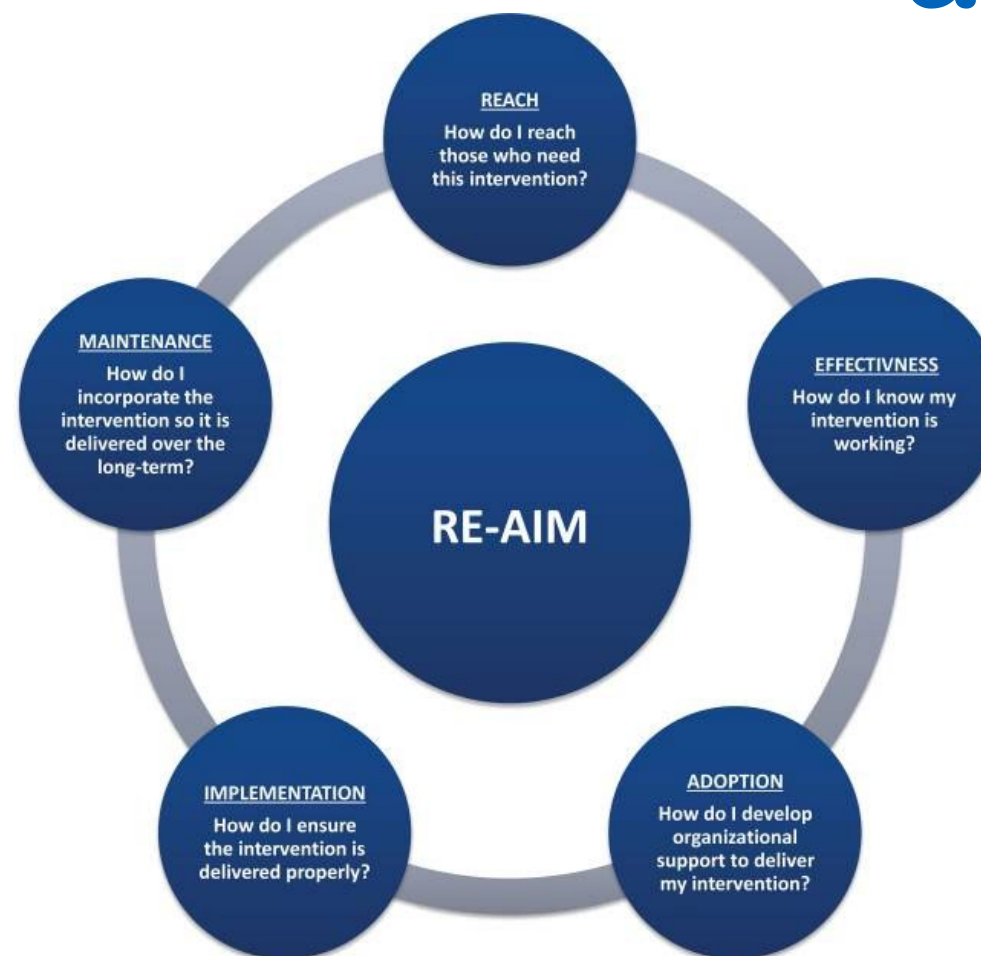 REACH
How do I reach
those who need
this intervention?
EFFECTIVNESS
How do I know my
intervention is
working?
ADOPTION
How do I develop
organizational
support to deliver
my intervention?
IMPLEMENTATION
How do I ensure
the intervention is
delivered properly?
MAINTENANCE
How do I
incorporate the
intervention so it is
delivered over the
long-term?
RE-AIM